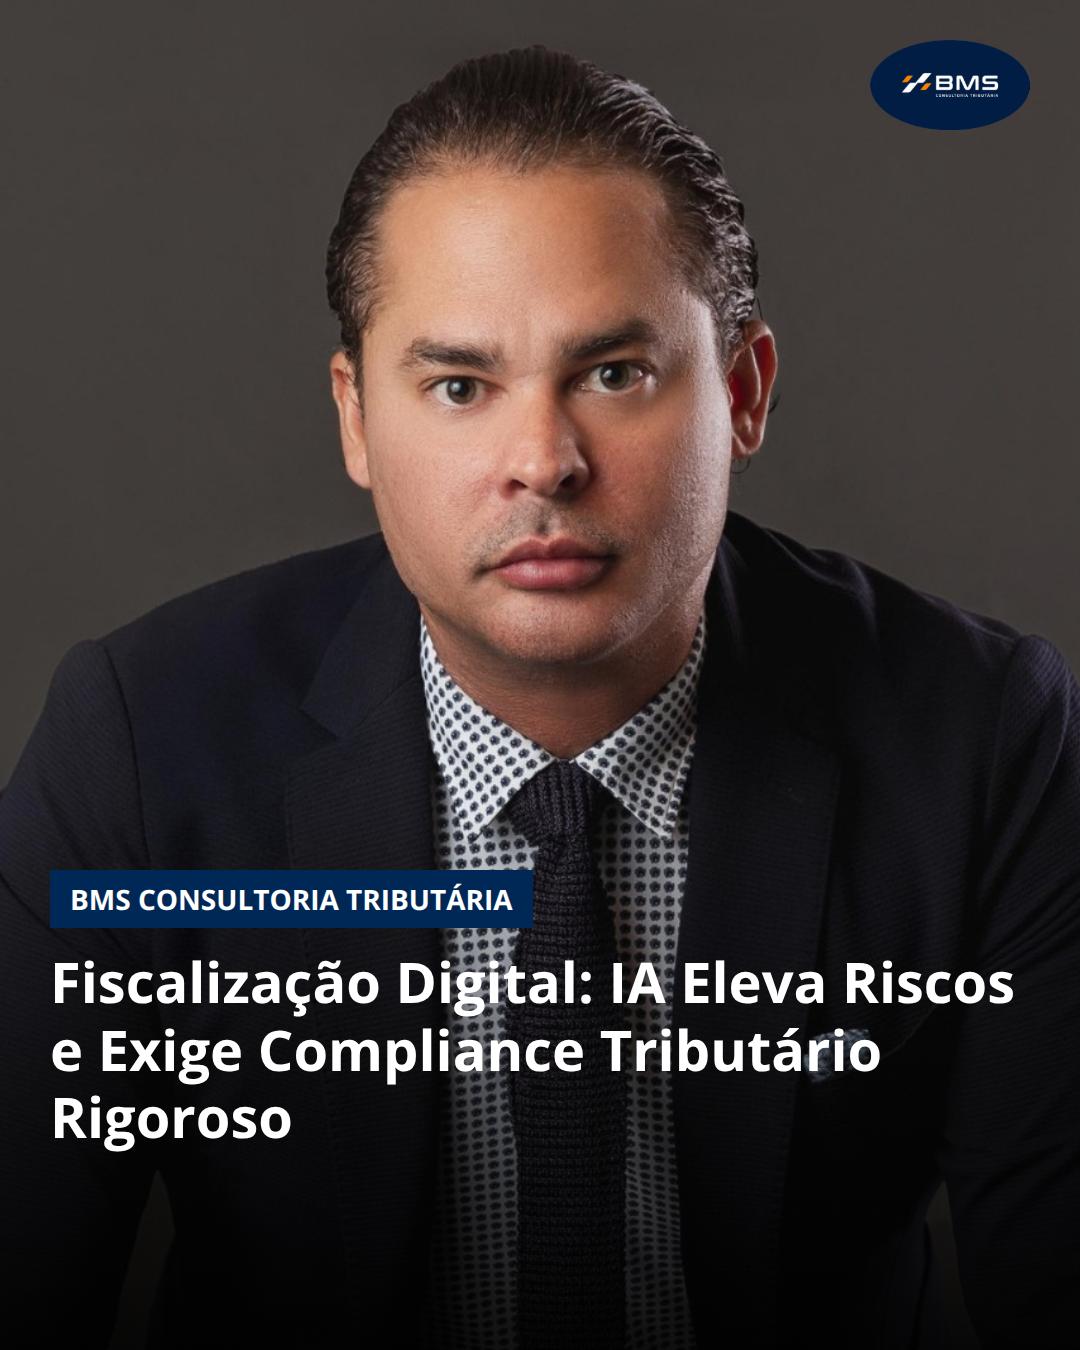 BMS
CONSULTORIA TRIBUTÁRIA
BMS CONSULTORIA TRIBUTÁRIA
Fiscalização Digital: IA Eleva Riscos
e Exige Compliance Tributário
Rigoroso